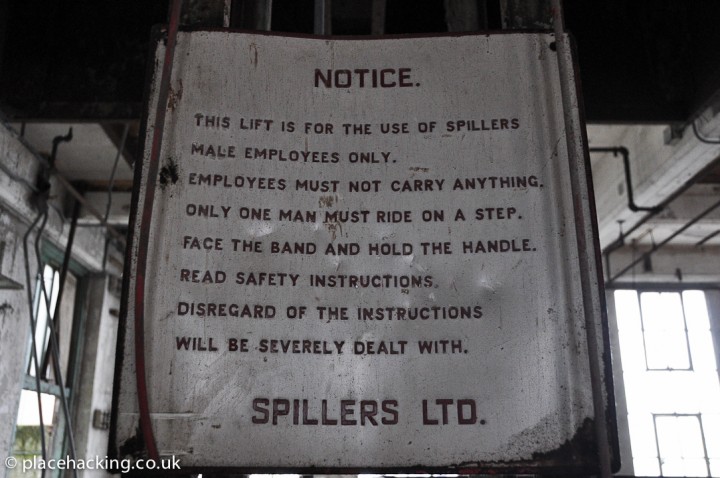 NOTICE.
THIS LIFT IS FOR THE USE OF SPILLERS
MALE EMPLOYEES ONLY.
EMPLOYEES MUST NOT CARRY ANYTHING.
ONLY ONE MAN MUST RIDE ON A STEP.
FACE THE BAND AND HOLD THE HANDLE.
READ SAFETY INSTRUCTIONS.
DISREGARD OF THE INSTRUCTIONS
WILL BE SEVERELY DEALT WITH.
SPILLERS LTD.
© placehacking.co.uk